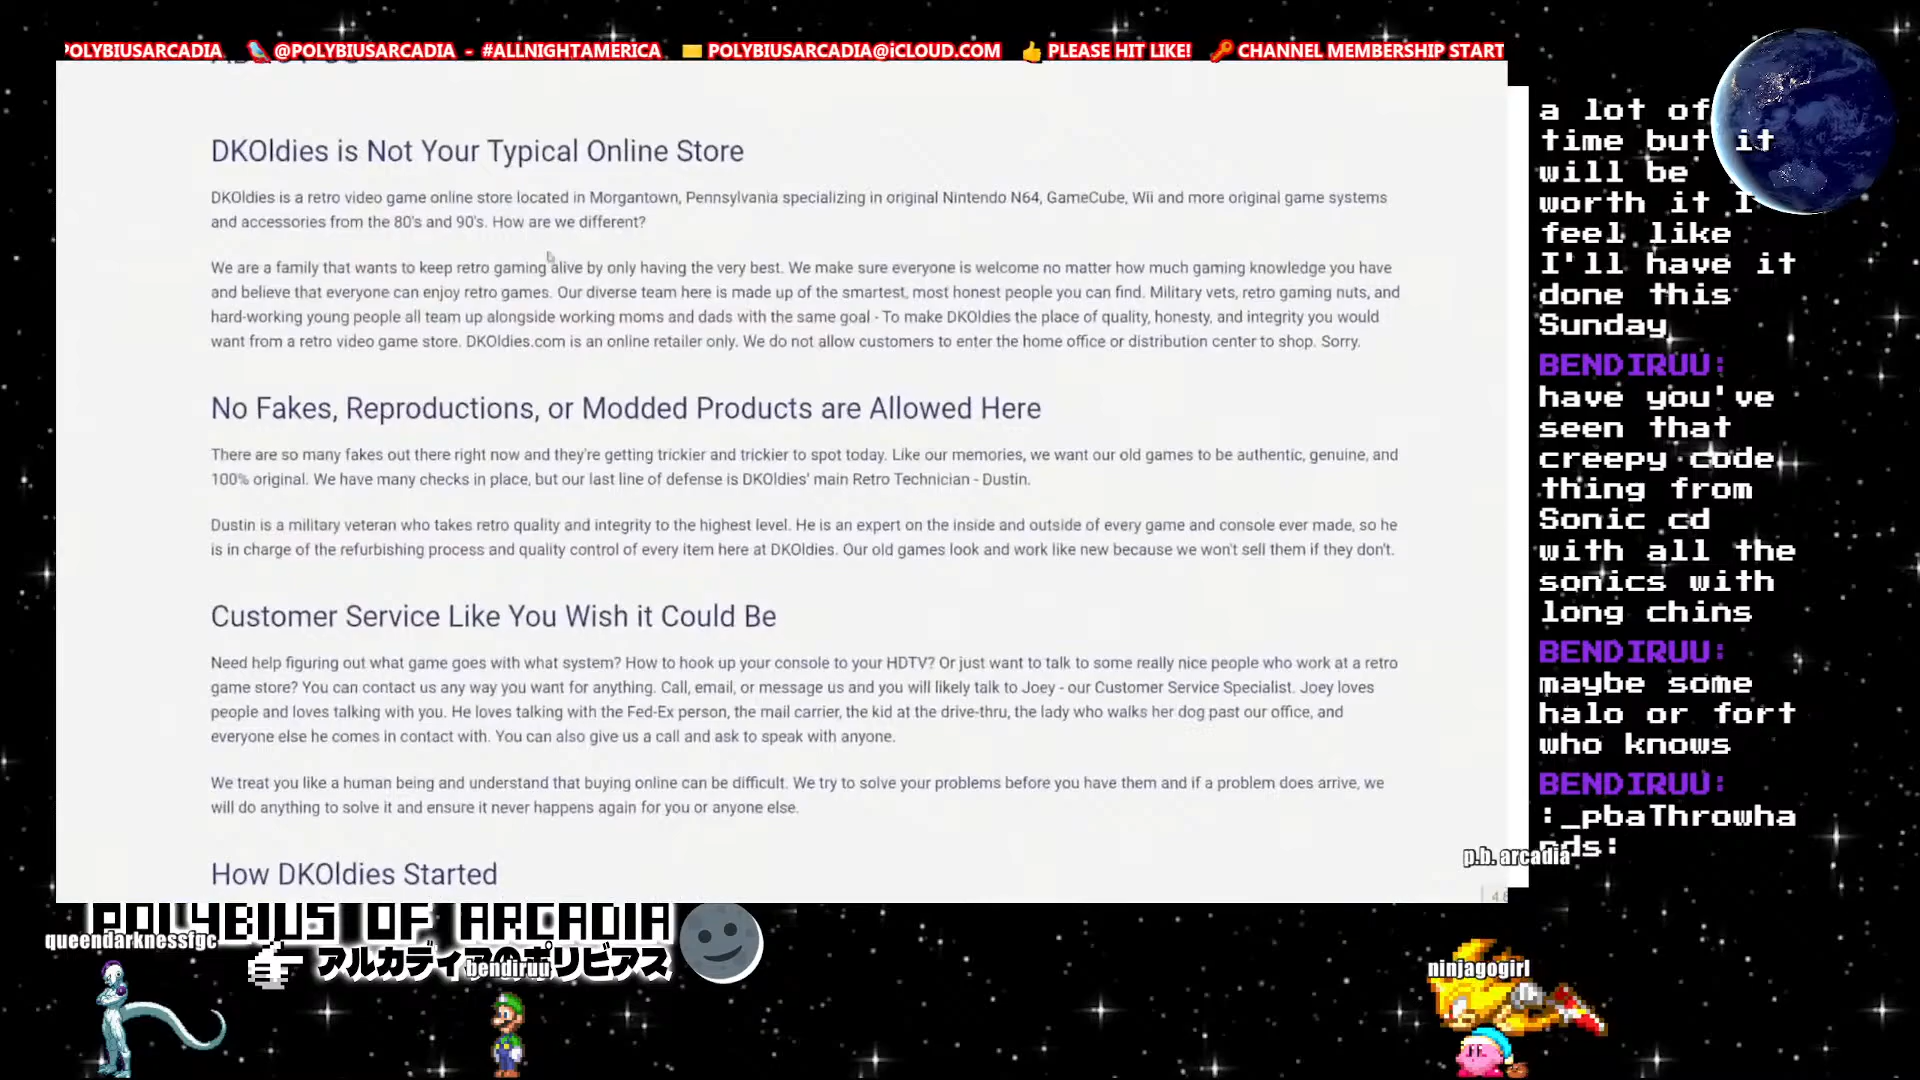 POLYBIUSARCADIA @POLYBIUSARCADIA - #ALLNIGHTAMERICA POLYBIUSARCADIA@iCLOUD.COM PLEASE HIT LIKE! CHANNEL MEMBERSHIP START
DKOldies is Not Your Typical Online Store
DKOldies is a retro video game online store located in Morgantown, Pennsylvania specializing in original Nintendo N64, GameCube, Wii and more original game systems
and accessories from the 80's and 90's. How are we different?
We are a family that wants to keep retro gaming alive by only having the very best. We make sure everyone is welcome no matter how much gaming knowledge you have
and believe that everyone can enjoy retro games. Our diverse team here is made up of the smartest, most honest people you can find. Military vets, retro gaming nuts, and
hard-working young people all team up alongside working moms and dads with the same goal - To make DKOldies the place of quality, honesty, and integrity you would
want from a retro video game store. DKOldies.com is an online retailer only. We do not allow customers to enter the home office or distribution center to shop. Sorry.
No Fakes, Reproductions, or Modded Products are Allowed Here
There are so many fakes out there right now and they're getting trickier and trickier to spot today. Like our memories, we want our old games to be authentic, genuine, and
100% original. We have many checks in place, but our last line of defense is DKOldies' main Retro Technician - Dustin.
Dustin is a military veteran who takes retro quality and integrity to the highest level. He is an expert on the inside and outside of every game and console ever made, so he
is in charge of the refurbishing process and quality control of every item here at DKOldies. Our old games look and work like new because we won't sell them if they don't.
Customer Service Like You Wish it Could Be
Need help figuring out what game goes with what system? How to hook up your console to your HDTV? Or just want to talk to some really nice people who work at a retro
game store? You can contact us any way you want for anything. Call, email, or message us and you will likely talk to Joey - our Customer Service Specialist. Joey loves
people and loves talking with you. He loves talking with the Fed-Ex person, the mail carrier, the kid at the drive-thru, the lady who walks her dog past our office, and
everyone else he comes in contact with. You can also give us a call and ask to speak with anyone.
We treat you like a human being and understand that buying online can be difficult. We try to solve your problems before you have them and if a problem does arrive, we
will do anything to solve it and ensure it never happens again for you or anyone else.
How DKOldies Started
a lot of
time but it
will be
worth it I
feel like
I'll have it
done this
Sunday
BENDIRUU:
have you've
seen that
creepy code
thing from
Sonic cd
with all the
sonics with
long chins
BENDIRUU:
maybe some
halo or fort
who knows
BENDIRUU:
:_pbaThrowha
nds:
p.b. arcadia
POLYBIUS OF ARCADIA
アルカディアのポリビアス
queendarknessfgc
bendiruu
ninjagogirl